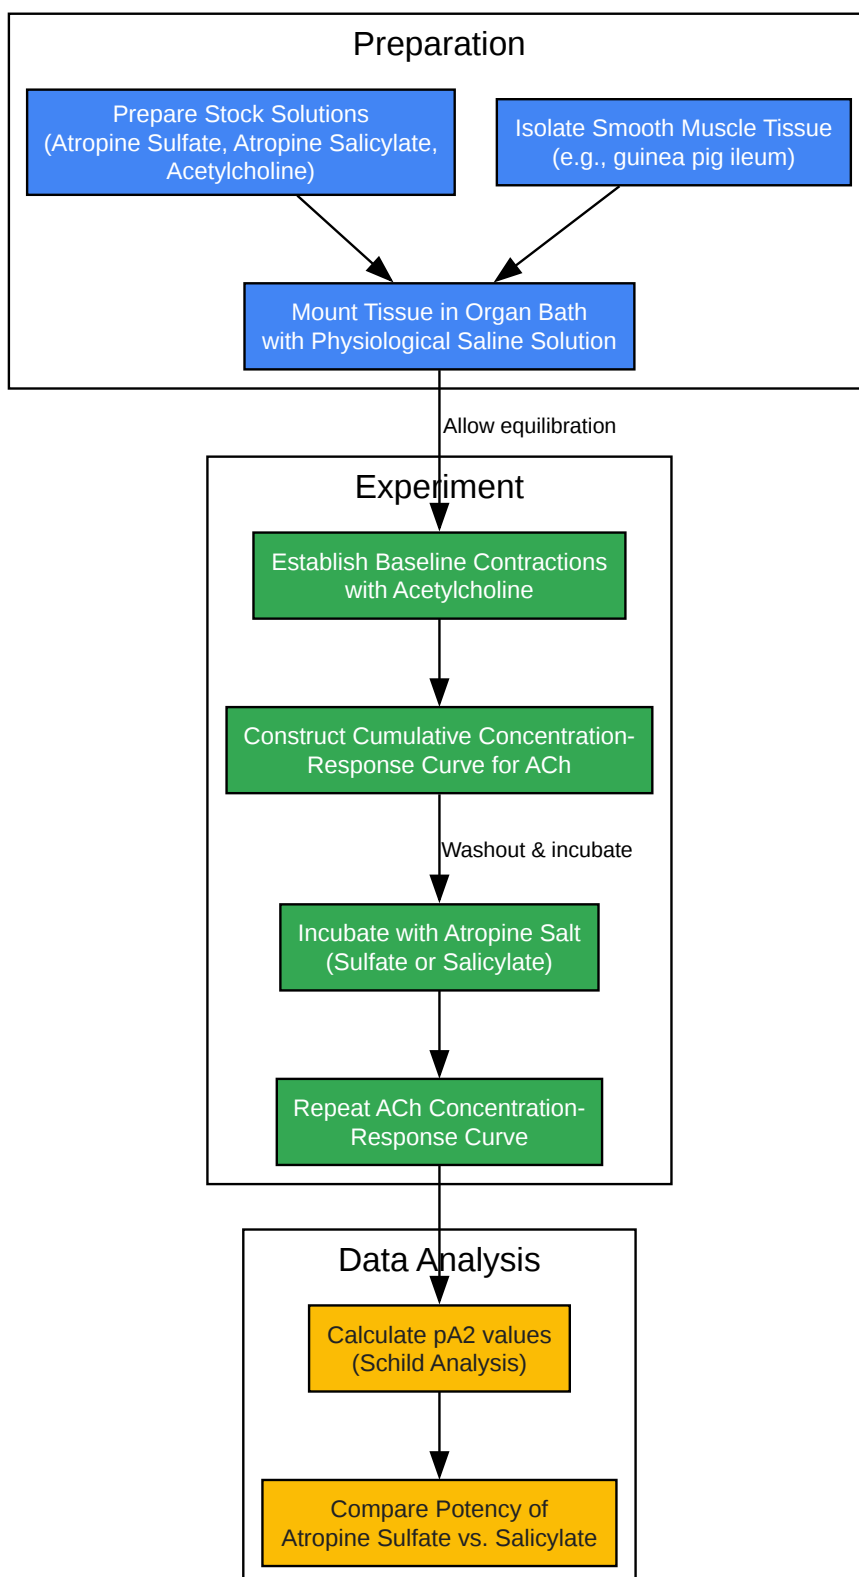 Preparation
Prepare Stock Solutions
(Atropine Sulfate, Atropine Salicylate,
Acetylcholine)
Isolate Smooth Muscle Tissue
(e.g., guinea pig ileum)
Mount Tissue in Organ Bath
with Physiological Saline Solution
Allow equilibration
Experiment
Establish Baseline Contractions
with Acetylcholine
Construct Cumulative Concentration-
Response Curve for ACh
Washout & incubate
Incubate with Atropine Salt
(Sulfate or Salicylate)
Repeat ACh Concentration-
Response Curve
Data Analysis
Calculate pA2 values
(Schild Analysis)
Compare Potency of
Atropine Sulfate vs. Salicylate